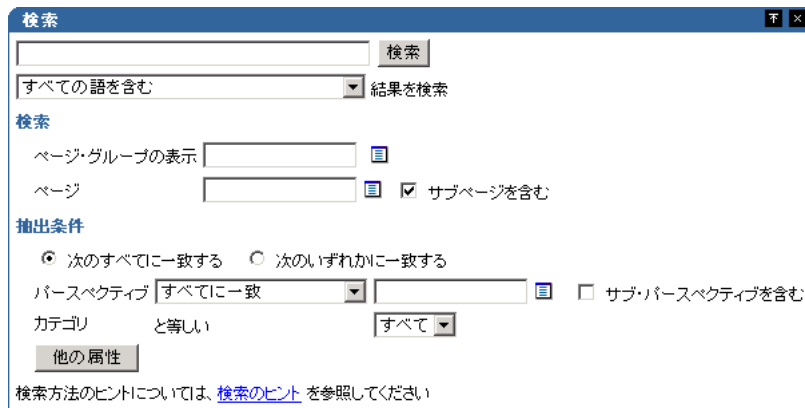 検索
検索
すべての語を含む 結果を検索
検索
ページ・グループの表示
ページ サブページを含む
抽出条件
次のすべてに一致する 次のいずれかに一致する
パースペクティブ すべてに一致 サブ・パースペクティブを含む
カテゴリ と等しい すべて
他の属性
検索方法のヒントについては、検索のヒント を参照してください